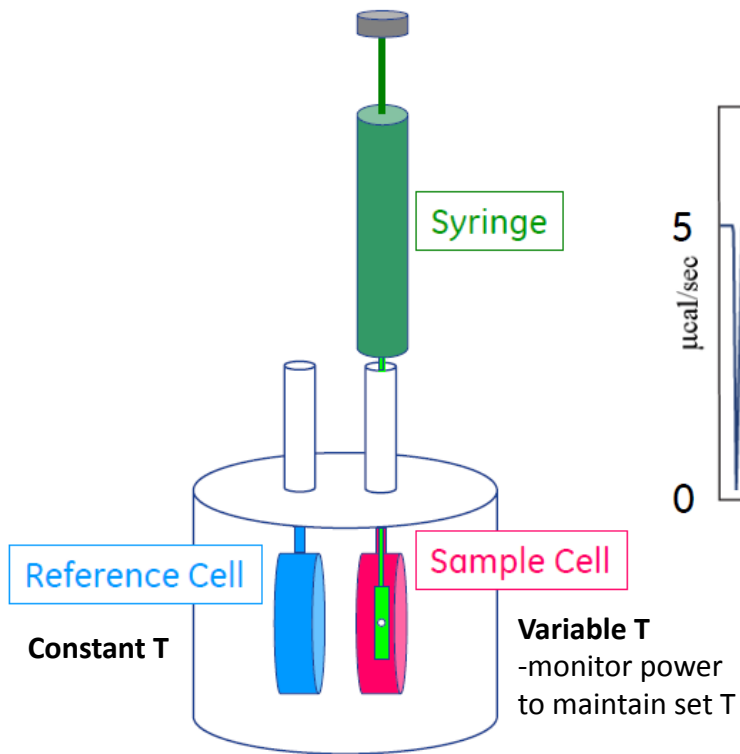 Syringe
5
µcal/sec
0
Reference Cell
Sample Cell
Constant T
Variable T
-monitor power
to maintain set T